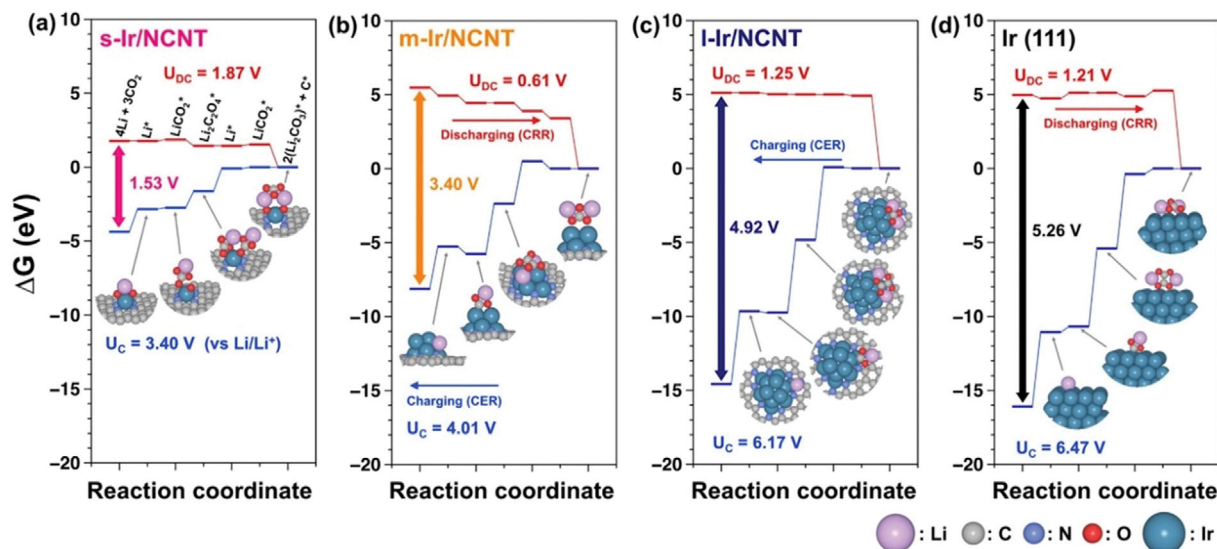 (a)
s-Ir/NCNT
U_DC = 1.87 V
4Li + 3CO₂
Li*
LiCO₂*
Li₂C₂O₄*
Li*
LiCO₂*
2(Li₂CO₃)* + C*
1.53 V
U_C = 3.40 V (vs Li/Li⁺)
10
5
0
−5
−10
−15
−20
ΔG (eV)
Reaction coordinate
(b)
m-Ir/NCNT
U_DC = 0.61 V
Discharging (CRR)
3.40 V
Charging (CER)
U_C = 4.01 V
10
5
0
−5
−10
−15
−20
Reaction coordinate
(c)
l-Ir/NCNT
U_DC = 1.25 V
Charging (CER)
4.92 V
U_C = 6.17 V
10
5
0
−5
−10
−15
−20
Reaction coordinate
(d)
Ir (111)
U_DC = 1.21 V
Discharging (CRR)
5.26 V
U_C = 6.47 V
10
5
0
−5
−10
−15
−20
Reaction coordinate
: Li : C : N : O : Ir